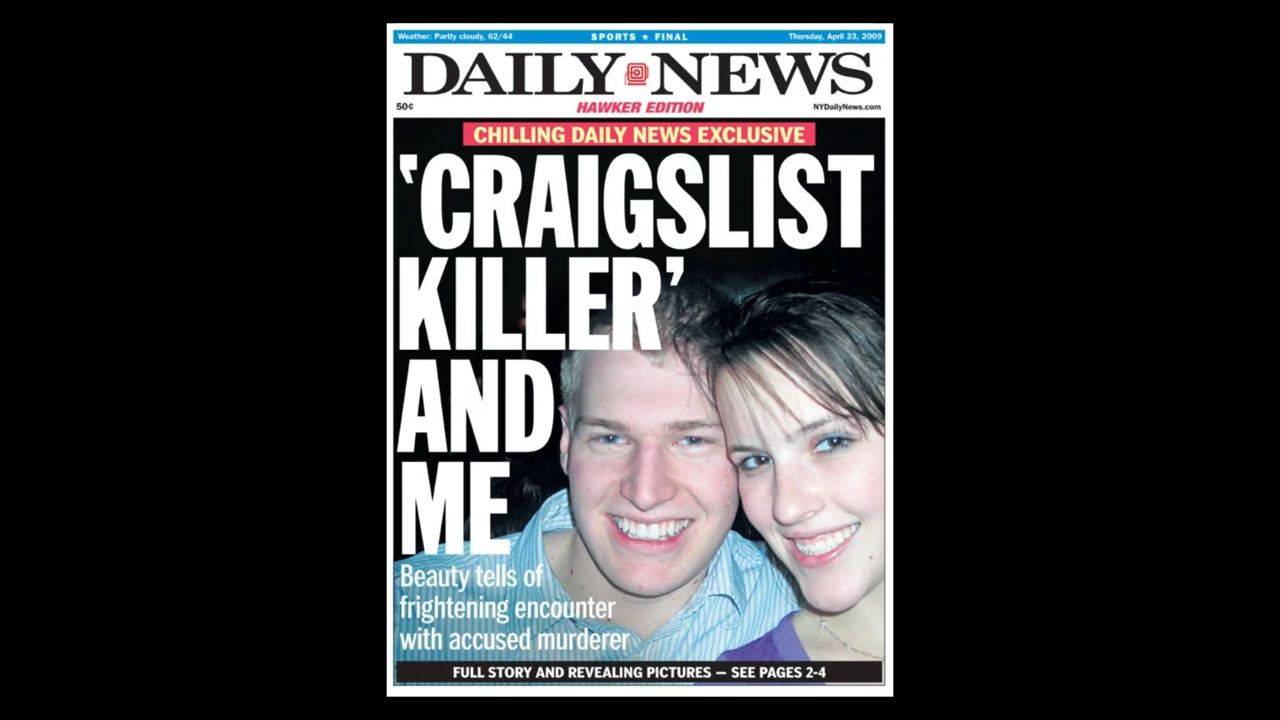 Weather: Partly cloudy, 62/44 SPORTS ★ FINAL Thursday, April 23, 2009
DAILY NEWS
50¢ HAWKER EDITION NYDailyNews.com
CHILLING DAILY NEWS EXCLUSIVE
‘CRAIGSLIST
KILLER’
AND
ME
Beauty tells of
frightening encounter
with accused murderer
FULL STORY AND REVEALING PICTURES — SEE PAGES 2-4